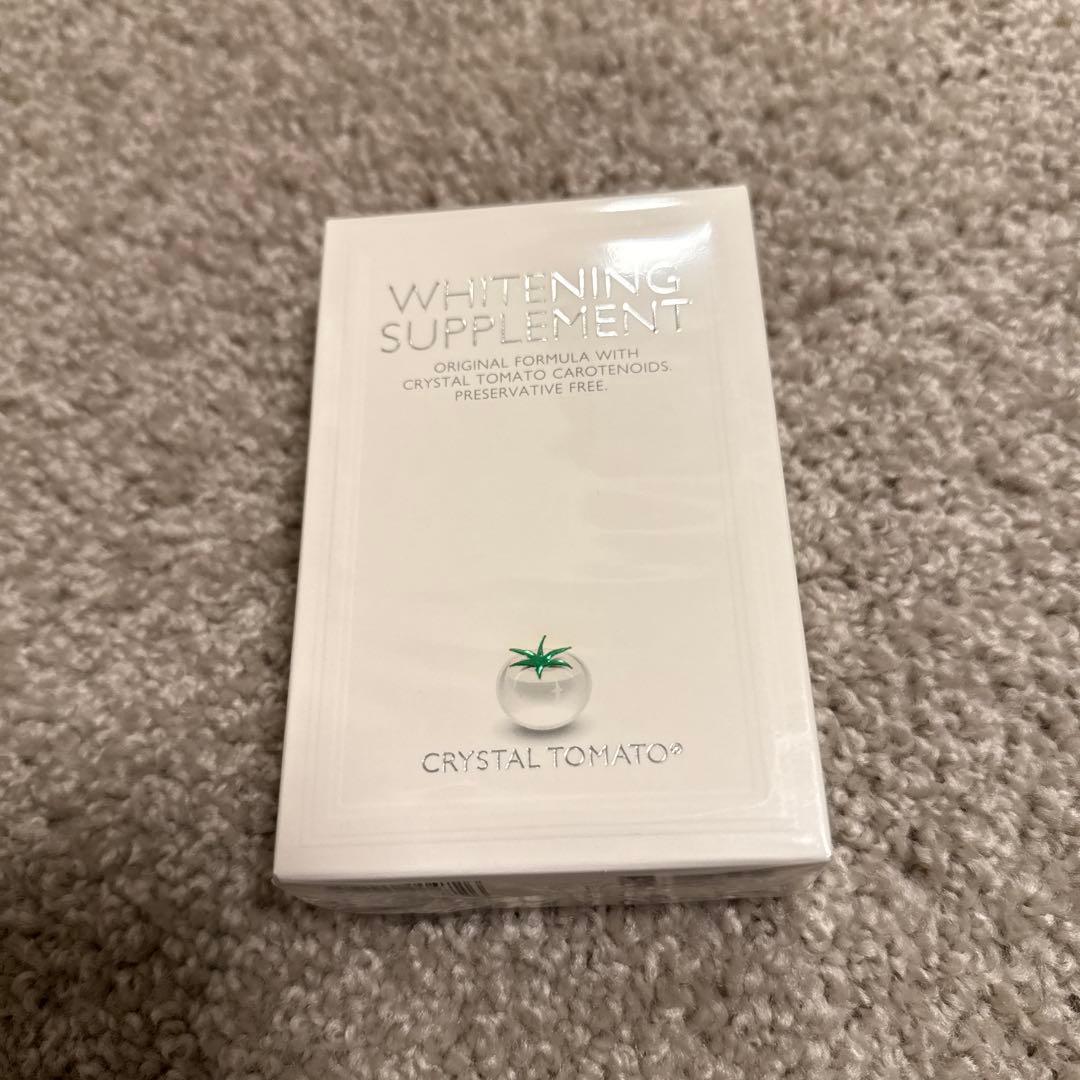 WHITENING
SUPPLEMENT
ORIGINAL FORMULA WITH
CRYSTAL TOMATO CAROTENOIDS.
PRESERVATIVE FREE.
CRYSTAL TOMATO®